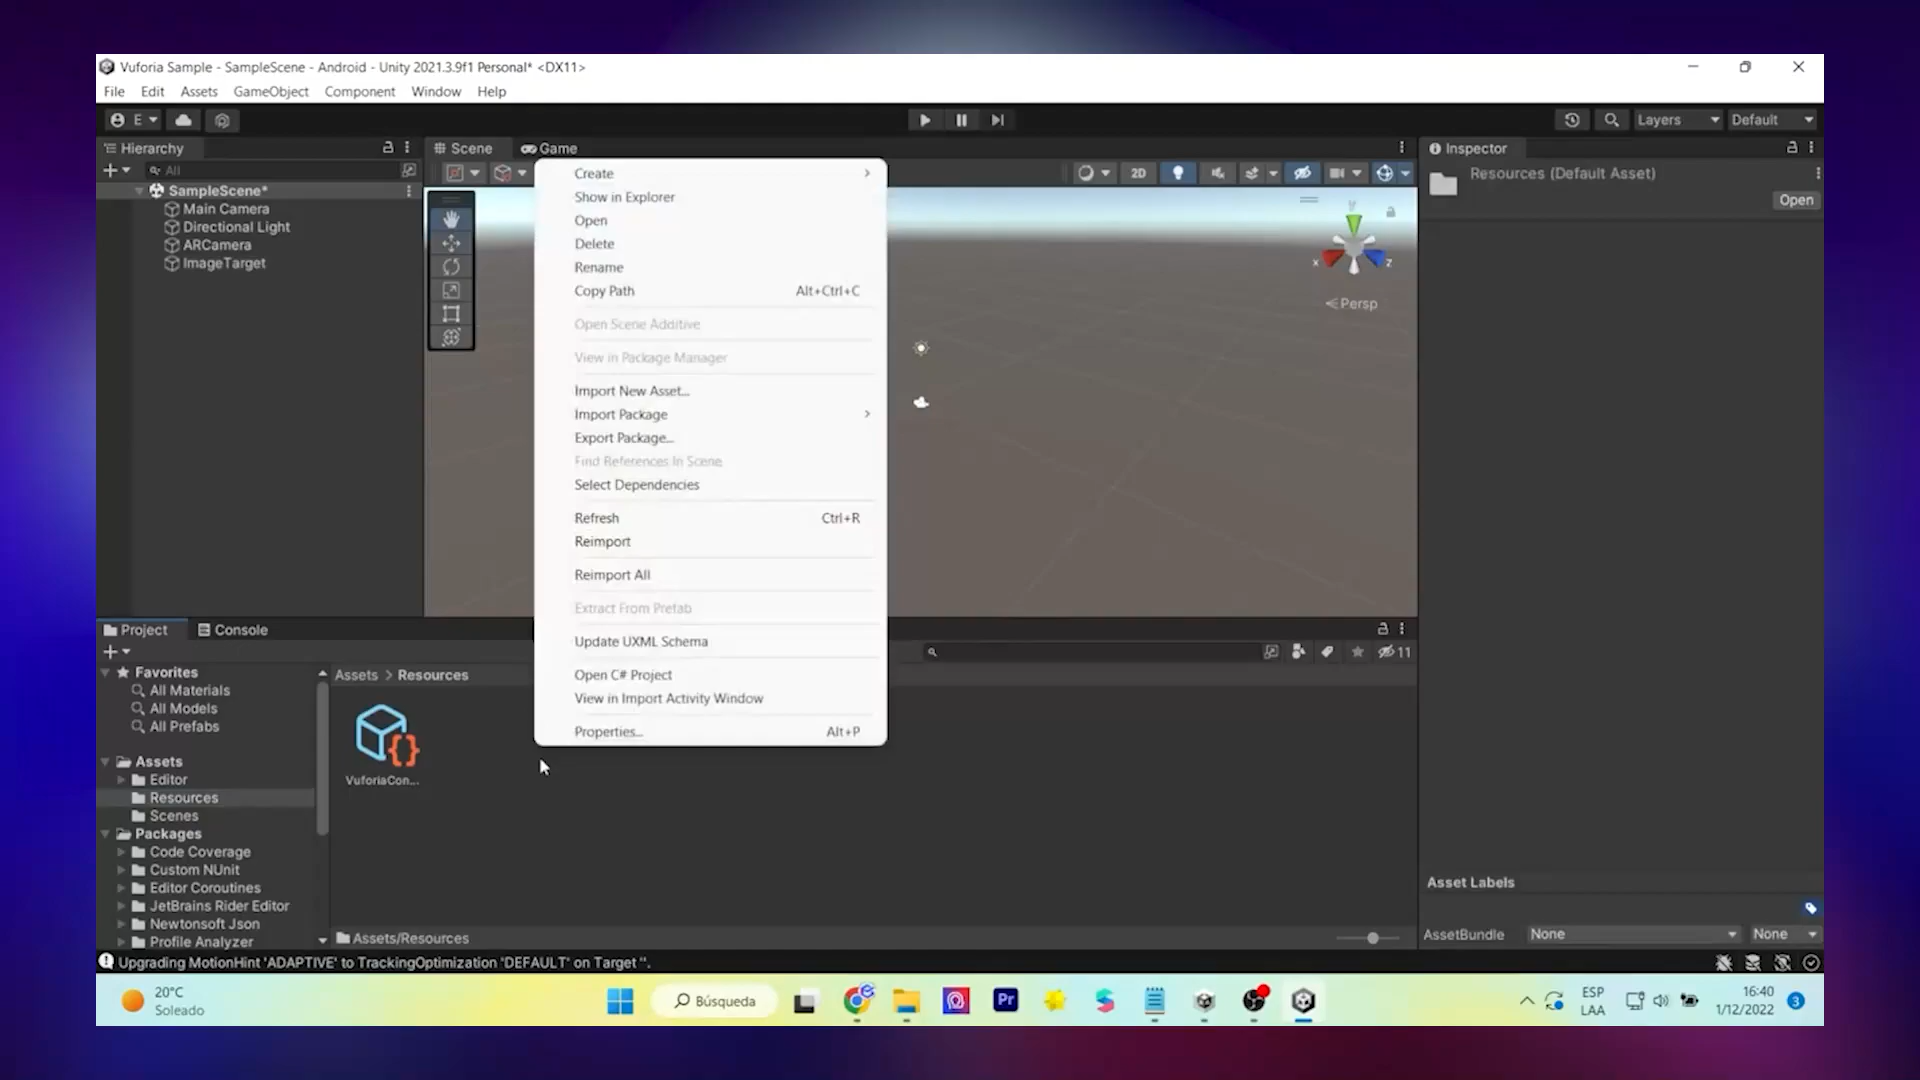 Vuforia Sample - SampleScene - Android - Unity 2021.3.9f1 Personal* <DX11>
File Edit Assets GameObject Component Window Help
E
Layers
Default
Hierarchy
All
SampleScene*
Main Camera
Directional Light
ARCamera
ImageTarget
Scene
Game
2D
y
x
z
Persp
Create
Show in Explorer
Open
Delete
Rename
Copy Path Alt+Ctrl+C
Open Scene Additive
View in Package Manager
Import New Asset...
Import Package
Export Package...
Find References In Scene
Select Dependencies
Refresh Ctrl+R
Reimport
Reimport All
Extract From Prefab
Update UXML Schema
Open C# Project
View in Import Activity Window
Properties... Alt+P
Inspector
Resources (Default Asset)
Open
Asset Labels
AssetBundle None None
Project
Console
11
Favorites
All Materials
All Models
All Prefabs
Assets
Editor
Resources
Scenes
Packages
Code Coverage
Custom NUnit
Editor Coroutines
JetBrains Rider Editor
Newtonsoft Json
Profile Analyzer
Assets > Resources
VuforiaCon...
Assets/Resources
Upgrading MotionHint 'ADAPTIVE' to TrackingOptimization 'DEFAULT' on Target ''.
20°C
Soleado
Búsqueda
Pr
ESP
LAA
16:40
1/12/2022
3